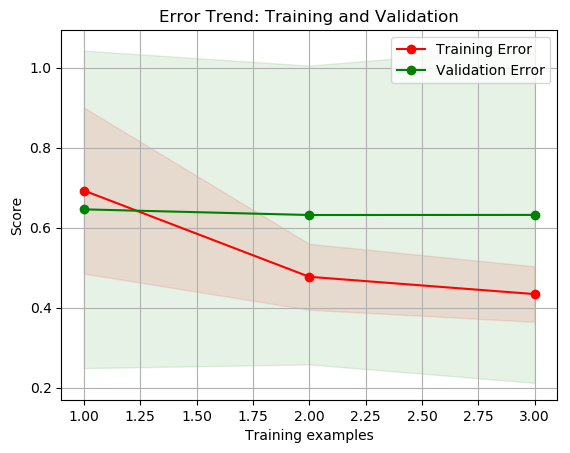 Error Trend: Training and Validation
Training Error
Validation Error
1.0
0.8
0.6
0.4
0.2
Score
1.00 1.25 1.50 1.75 2.00 2.25 2.50 2.75 3.00
Training examples